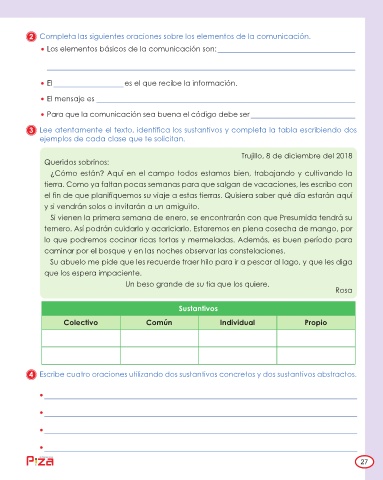 2 Completa las siguientes oraciones sobre los elementos de la comunicación.
• Los elementos básicos de la comunicación son:
• El es el que recibe la información.
• El mensaje es
• Para que la comunicación sea buena el código debe ser
3 Lee atentamente el texto, identifica los sustantivos y completa la tabla escribiendo dos
ejemplos de cada clase que te solicitan.
Trujillo, 8 de diciembre del 2018
Queridos sobrinos:
¿Cómo están? Aquí en el campo todos estamos bien, trabajando y cultivando la
tierra. Como ya faltan pocas semanas para que salgan de vacaciones, les escribo con
el fin de que planifiquemos su viaje a estas tierras. Quisiera saber qué día estarán aquí
y si vendrán solos o invitarán a un amiguito.
Si vienen la primera semana de enero, se encontrarán con que Presumida tendrá su
ternero. Así podrán cuidarlo y acariciarlo. Estaremos en plena cosecha de mango, por
lo que podremos cocinar ricas tortas y mermeladas. Además, es buen período para
caminar por el bosque y en las noches observar las constelaciones.
Su abuelo me pide que les recuerde traer hilo para ir a pescar al lago, y que les diga
que los espera impaciente.
Un beso grande de su tía que los quiere.
Rosa
Sustantivos
Colectivo Común Individual Propio
4 Escribe cuatro oraciones utilizando dos sustantivos concretos y dos sustantivos abstractos.
•
•
•
•
Piza
27